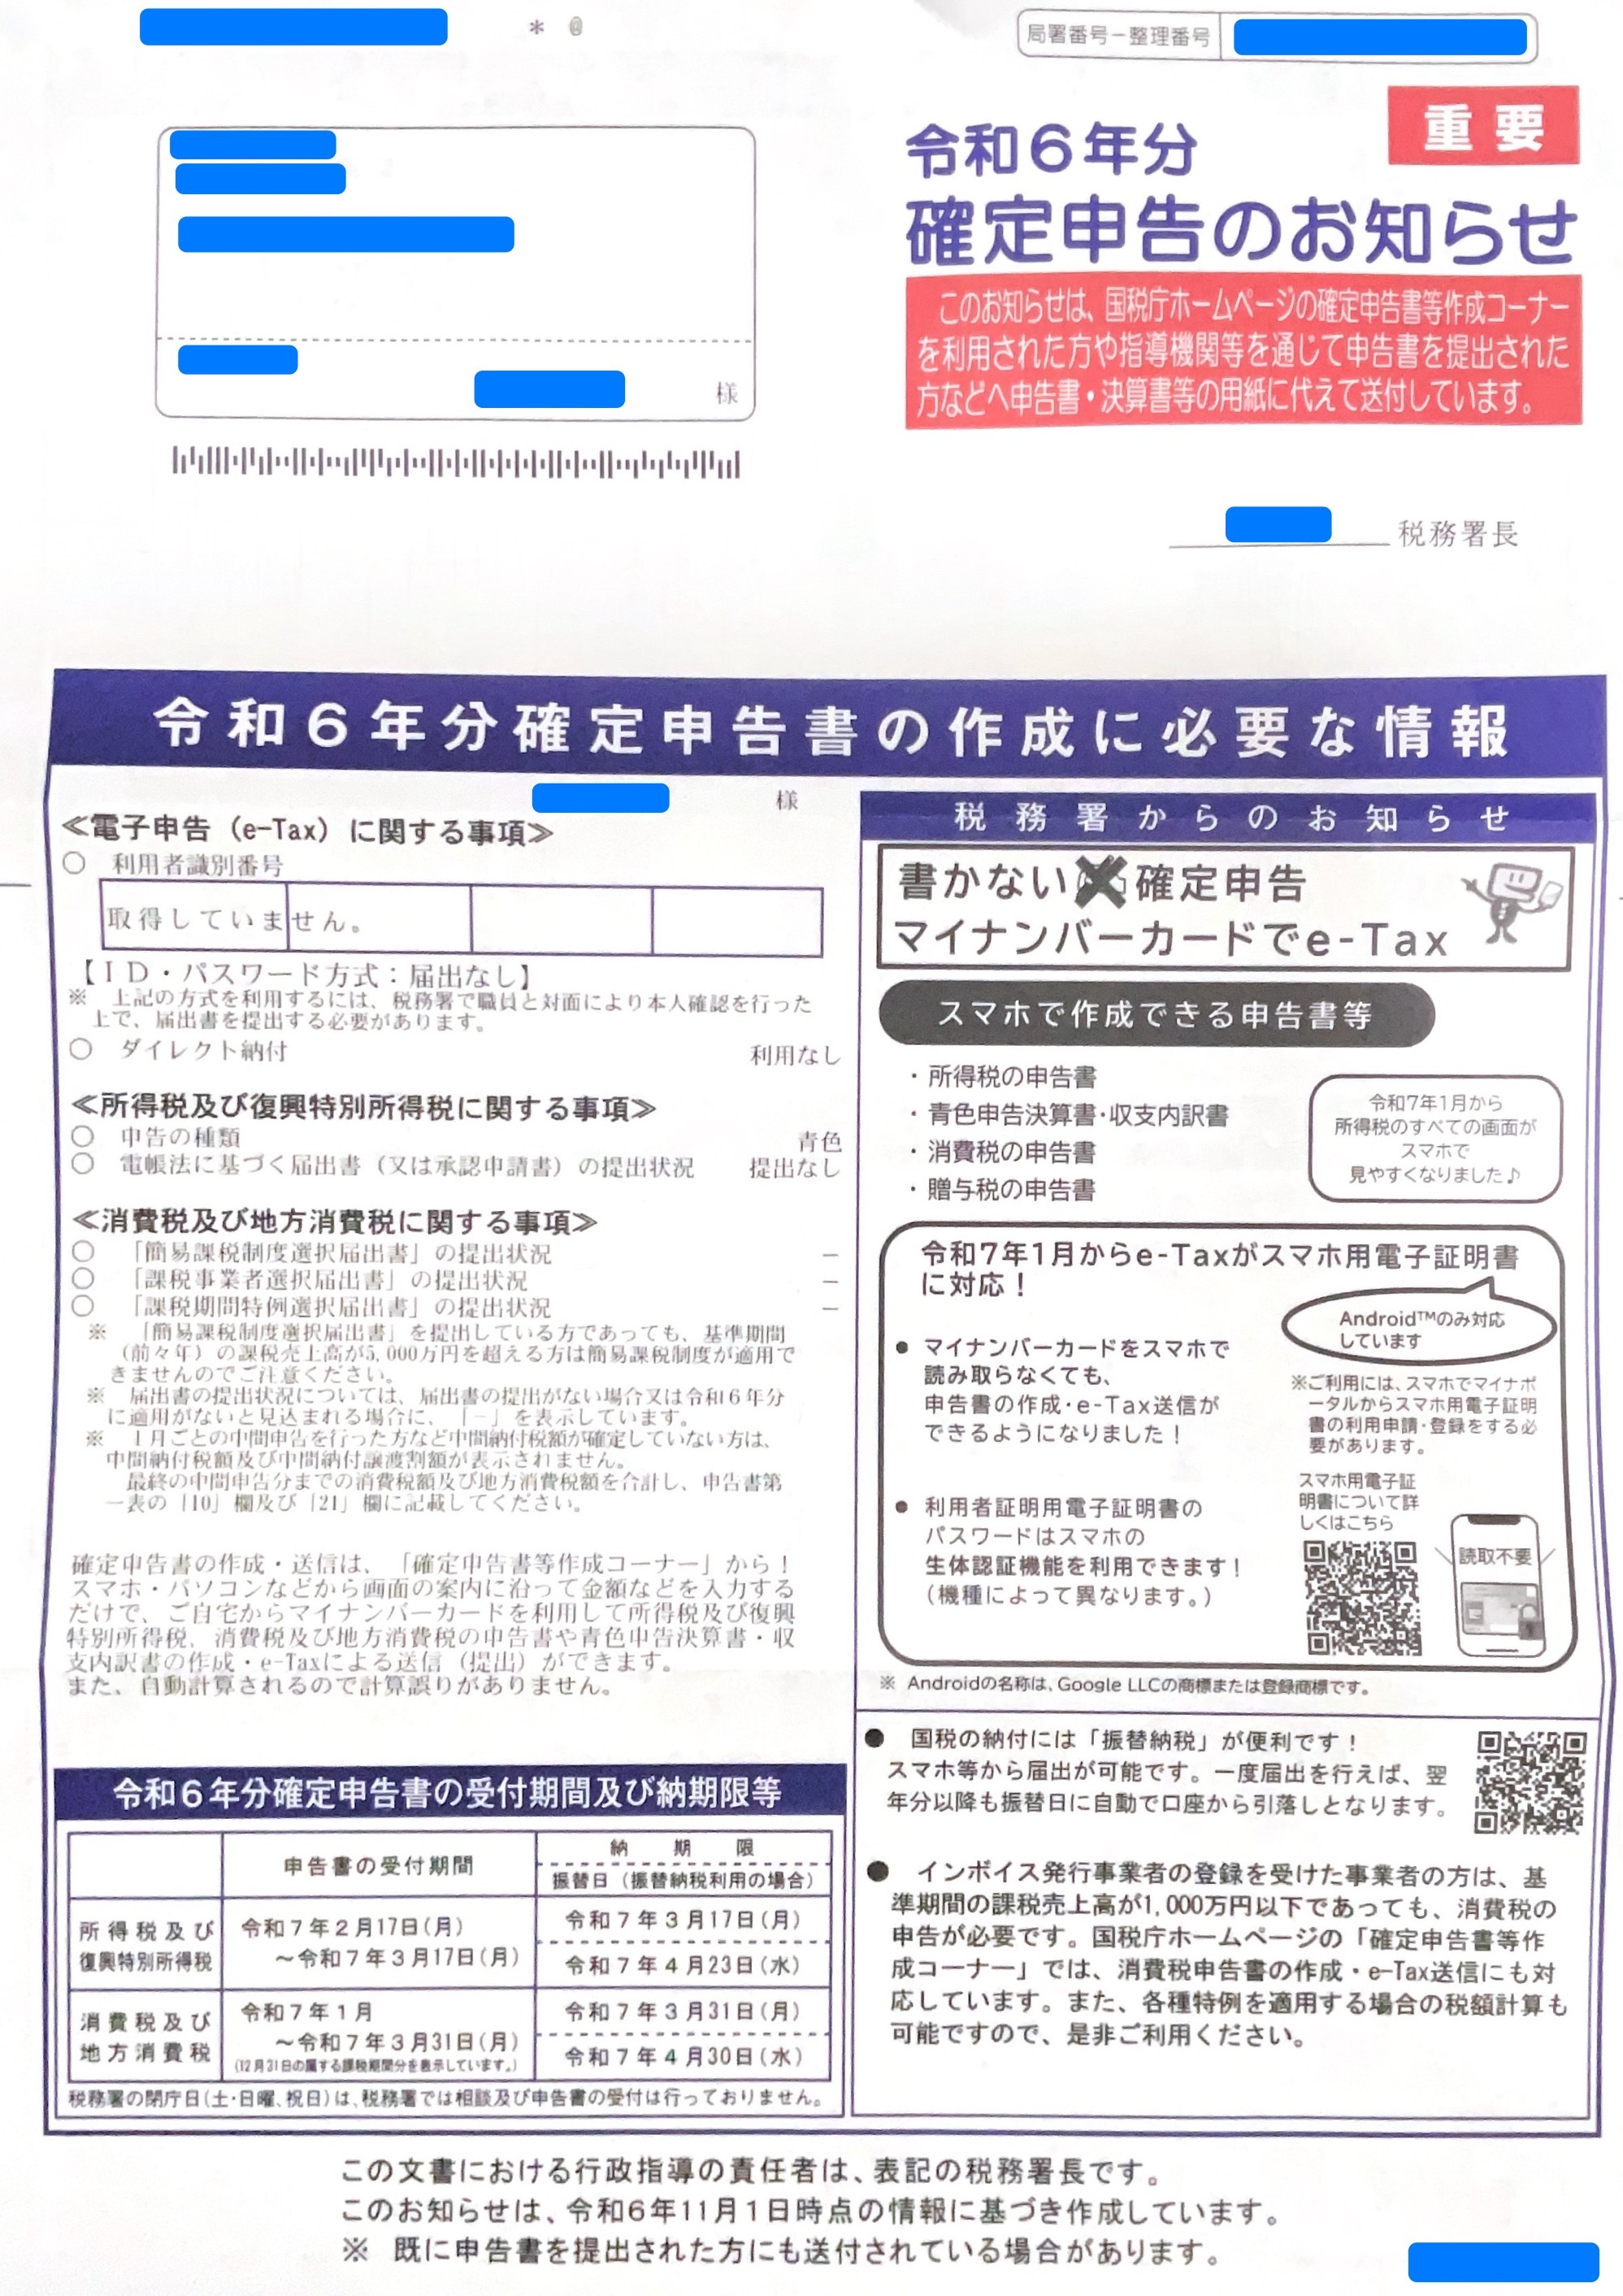 * @
局署番号－整理番号
重要
令和６年分
確定申告のお知らせ
このお知らせは、国税庁ホームページの確定申告書等作成コーナー
を利用された方や指導機関等を通じて申告書を提出された
方などへ申告書・決算書等の用紙に代えて送付しています。
様
税務署長
令和６年分確定申告書の作成に必要な情報
様
≪電子申告（e-Tax）に関する事項≫
○ 利用者識別番号
取得していません。
【ＩＤ・パスワード方式：届出なし】
※ 上記の方式を利用するには、税務署で職員と対面により本人確認を行った
上で、届出書を提出する必要があります。
○ ダイレクト納付 利用なし
≪所得税及び復興特別所得税に関する事項≫
○ 申告の種類 青色
○ 電帳法に基づく届出書（又は承認申請書）の提出状況 提出なし
≪消費税及び地方消費税に関する事項≫
○ 「簡易課税制度選択届出書」の提出状況 －
○ 「課税事業者選択届出書」の提出状況 －
○ 「課税期間特例選択届出書」の提出状況 －
※ 「簡易課税制度選択届出書」を提出している方であっても、基準期間
（前々年）の課税売上高が5,000万円を超える方は簡易課税制度が適用で
きませんのでご注意ください。
※ 届出書の提出状況については、届出書の提出がない場合又は令和６年分
に適用がないと見込まれる場合に、「－」を表示しています。
※ １月ごとの中間申告を行った方など中間納付税額が確定していない方は、
中間納付税額及び中間納付譲渡割額が表示されません。
最終の中間申告分までの消費税額及び地方消費税額を合計し、申告書第
一表の「10」欄及び「21」欄に記載してください。
確定申告書の作成・送信は、「確定申告書等作成コーナー」から！
スマホ・パソコンなどから画面の案内に沿って金額などを入力する
だけで、ご自宅からマイナンバーカードを利用して所得税及び復興
特別所得税、消費税及び地方消費税の申告書や青色申告決算書・収
支内訳書の作成・e-Taxによる送信（提出）ができます。
また、自動計算されるので計算誤りがありません。
令和６年分確定申告書の受付期間及び納期限等
申告書の受付期間
納期限
振替日（振替納税利用の場合）
所得税及び
復興特別所得税
令和７年２月17日(月)
～令和７年３月17日(月)
令和７年３月17日(月)
令和７年４月23日(水)
消費税及び
地方消費税
令和７年１月
～令和７年３月31日(月)
(12月31日の属する課税期間分を表示しています。)
令和７年３月31日(月)
令和７年４月30日(水)
税務署の閉庁日(土・日曜、祝日)は、税務署では相談及び申告書の受付は行っておりません。
税務署からのお知らせ
書かない確定申告
マイナンバーカードでe-Tax
スマホで作成できる申告書等
・所得税の申告書
・青色申告決算書・収支内訳書
・消費税の申告書
・贈与税の申告書
令和7年1月から
所得税のすべての画面が
スマホで
見やすくなりました♪
令和7年1月からe-Taxがスマホ用電子証明書
に対応！
Android™のみ対応
しています
● マイナンバーカードをスマホで
読み取らなくても、
申告書の作成・e-Tax送信が
できるようになりました！
※ご利用には、スマホでマイナポ
ータルからスマホ用電子証明
書の利用申請・登録をする必
要があります。
● 利用者証明用電子証明書の
パスワードはスマホの
生体認証機能を利用できます！
（機種によって異なります。）
スマホ用電子証
明書について詳
しくはこちら
読取不要
※ Androidの名称は、Google LLCの商標または登録商標です。
● 国税の納付には「振替納税」が便利です！
スマホ等から届出が可能です。一度届出を行えば、翌
年分以降も振替日に自動で口座から引落しとなります。
● インボイス発行事業者の登録を受けた事業者の方は、基
準期間の課税売上高が1,000万円以下であっても、消費税の
申告が必要です。国税庁ホームページの「確定申告書等作
成コーナー」では、消費税申告書の作成・e-Tax送信にも対
応しています。また、各種特例を適用する場合の税額計算も
可能ですので、是非ご利用ください。
この文書における行政指導の責任者は、表記の税務署長です。
このお知らせは、令和6年11月1日時点の情報に基づき作成しています。
※ 既に申告書を提出された方にも送付されている場合があります。